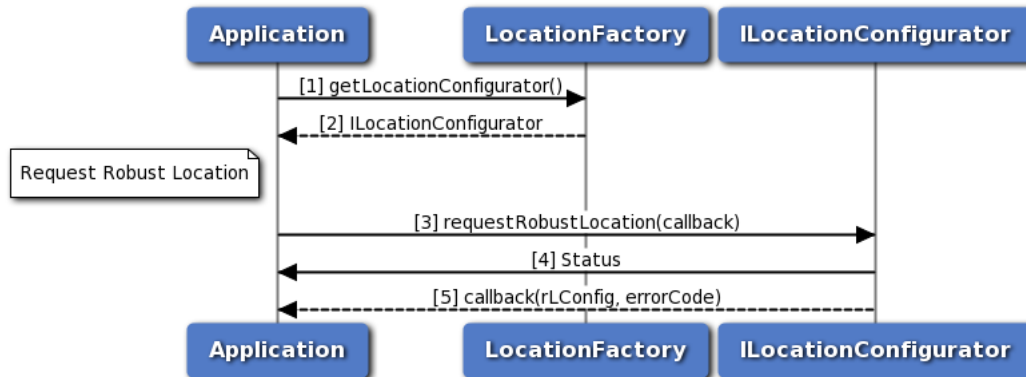 Application
LocationFactory
ILocationConfigurator
[1] getLocationConfigurator()
[2] ILocationConfigurator
Request Robust Location
[3] requestRobustLocation(callback)
[4] Status
[5] callback(rLConfig, errorCode)
Application
LocationFactory
ILocationConfigurator